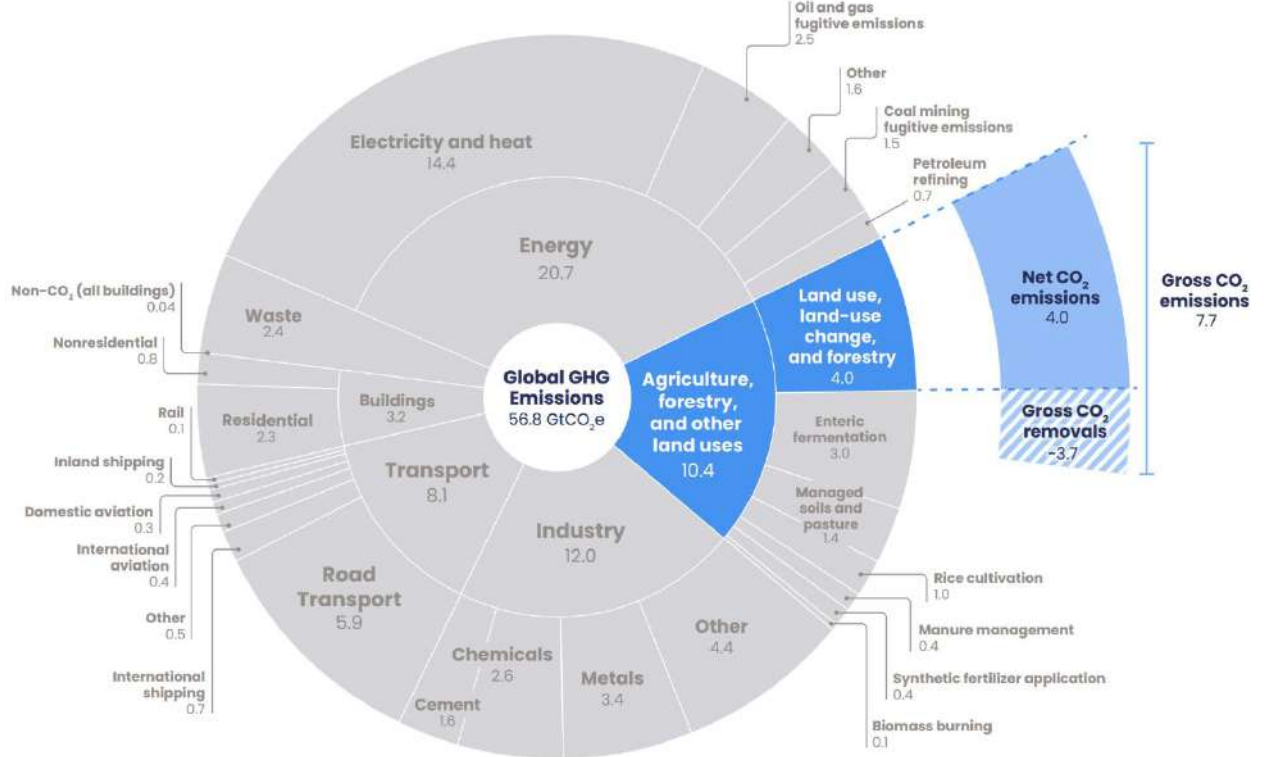 Oil and gas
fugitive emissions
2.5
Other
1.6
Coal mining
fugitive emissions
1.5
Petroleum
refining
0.7
Electricity and heat
14.4
Energy
20.7
Net CO₂
emissions
4.0
Gross CO₂
emissions
7.7
Gross CO₂
removals
-3.7
Land use,
land-use
change,
and forestry
4.0
Agriculture,
forestry,
and other
land uses
10.4
Global GHG
Emissions
56.8 GtCO₂e
Non-CO₂ (all buildings)
0.04
Waste
2.4
Nonresidential
0.8
Buildings
3.2
Residential
2.3
Rail
0.1
Inland shipping
0.2
Domestic aviation
0.3
International
aviation
0.4
Other
0.5
International
shipping
0.7
Transport
8.1
Road
Transport
5.9
Industry
12.0
Cement
1.6
Chemicals
2.6
Metals
3.4
Other
4.4
Enteric
fermentation
3.0
Managed
soils and
pasture
1.4
Rice cultivation
1.0
Manure management
0.4
Synthetic fertilizer application
0.4
Biomass burning
0.1